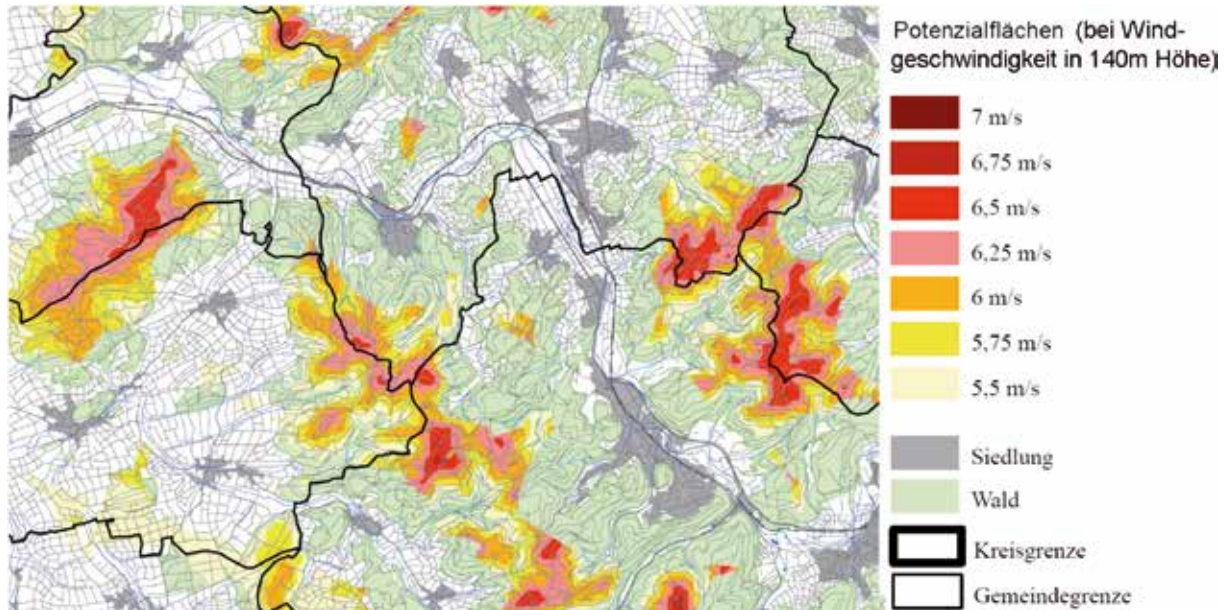 Potenzialflächen (bei Wind-
geschwindigkeit in 140m Höhe)
7 m/s
6,75 m/s
6,5 m/s
6,25 m/s
6 m/s
5,75 m/s
5,5 m/s
Siedlung
Wald
Kreisgrenze
Gemeindegrenze